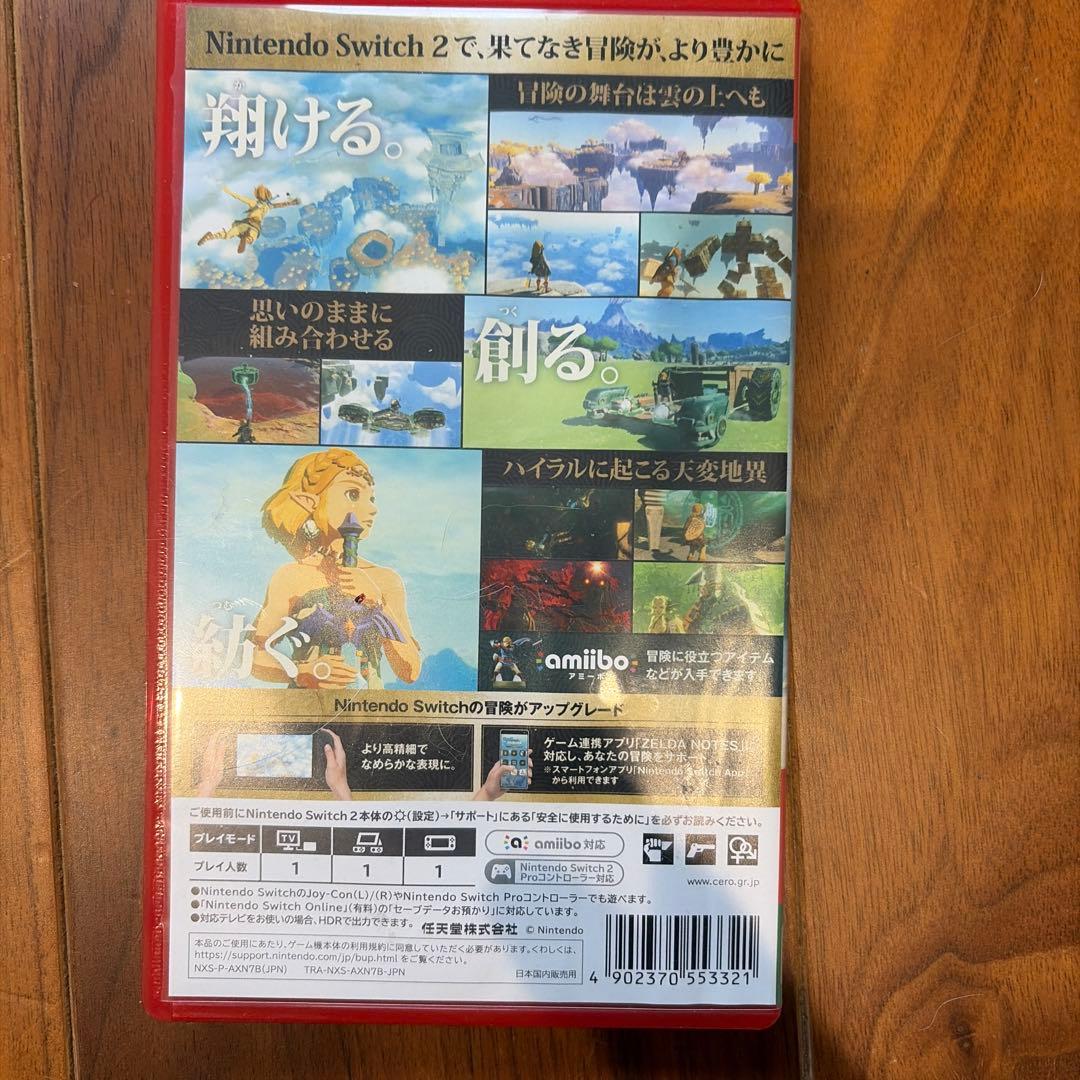 Nintendo Switch 2で、果てなき冒険が、より豊かに
か
翔ける。
冒険の舞台は雲の上へも
思いのままに
組み合わせる
つく
創る。
ハイラルに起こる天変地異
つむ
紡ぐ。
amiibo
アミーボ
冒険に役立つアイテム
などが入手できます。
Nintendo Switchの冒険がアップグレード
より高精細で
なめらかな表現に。
ゲーム連携アプリ「ZELDA NOTES」に
対応し、あなたの冒険をサポート
※スマートフォンアプリ「Nintendo Switch App」
から利用できます
ご使用前にNintendo Switch 2本体の(設定)→「サポート」にある「安全に使用するために」を必ずお読みください。
プレイモード
TV
プレイ人数
1
1
1
amiibo 対応
Nintendo Switch 2
Proコントローラー対応
www.cero.gr.jp
●Nintendo SwitchのJoy-Con(L)/(R)やNintendo Switch Proコントローラーでも遊べます。
●「Nintendo Switch Online」(有料)の「セーブデータお預かり」に対応しています。
●対応テレビをお使いの場合、HDRで出力できます。
任天堂株式会社 © Nintendo
本品のご使用にあたり、ゲーム機本体の利用規約に同意していただく必要があります。くわしくは、
https://support.nintendo.com/jp/bup.html をご覧ください。
NXS-P-AXN7B(JPN) TRA-NXS-AXN7B-JPN
日本国内販売用
4 902370 553321